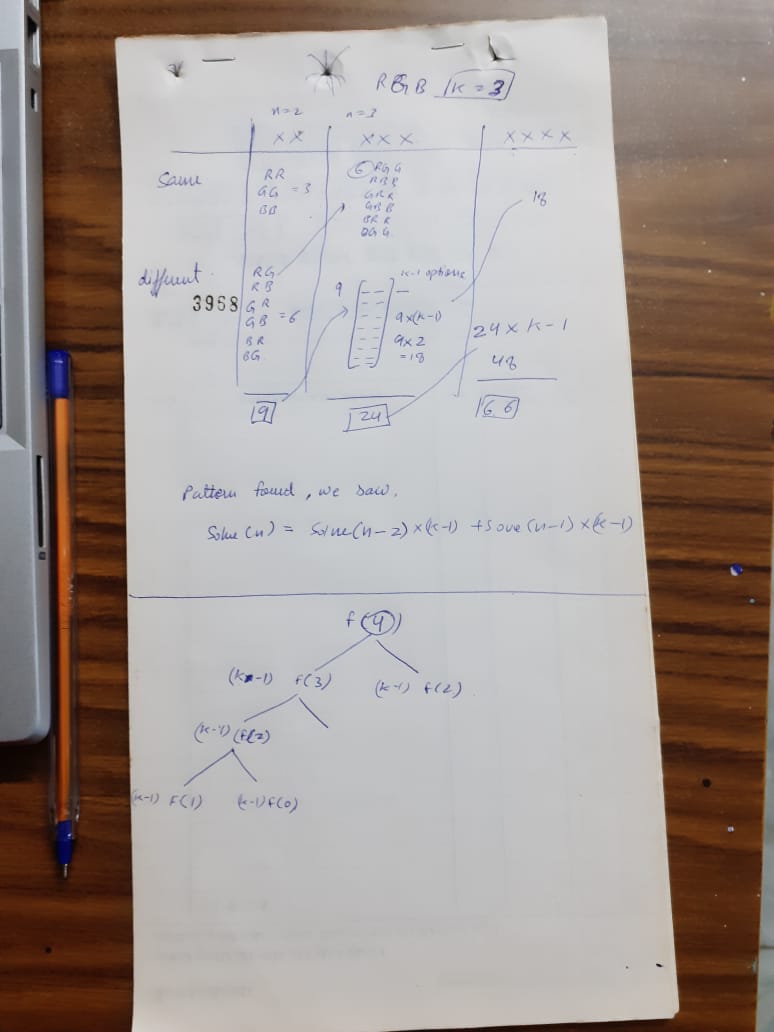 RGB k = 3
n=2 n=3
x x x x x x x x x
Same
RR
GG = 3
BB
6 RGG
RBB
GRR
GBB
BRR
BGG
18
different
3968
RG
RB
GR
GB = 6
BR
BG
k-1 options
9
9x(k-1)
9x2
=18
24 x k-1
48
9 24 66
Pattern found, we saw,
Solve (n) = Solve(n-2) x (k-1) + Solve (n-1) x (k-1)
f(4)
(k-1) f(3) (k-1) f(2)
(k-1) f(2)
(k-1) f(1) (k-1) f(0)